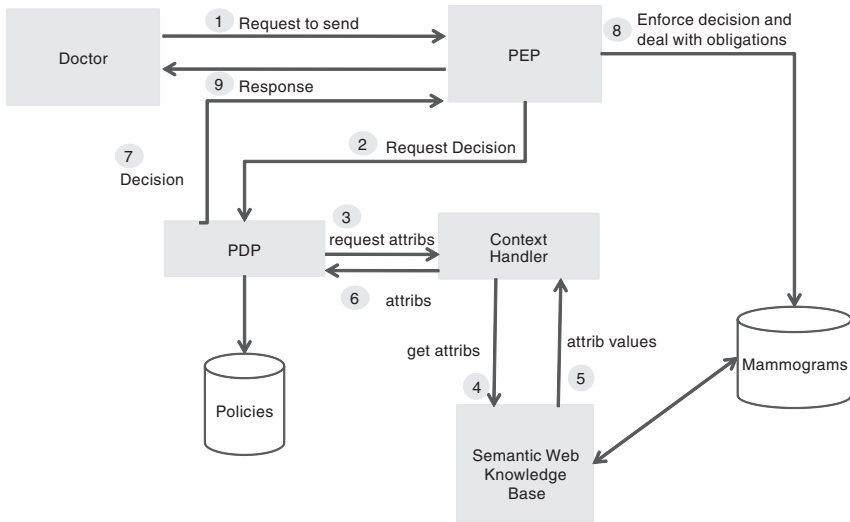 1 Request to send
8 Enforce decision and
deal with obligations
Doctor
PEP
9 Response
2 Request Decision
7
Decision
3
request attribs
PDP
Context
Handler
6 attribs
get attribs
attrib values
4
5
Policies
Mammograms
Semantic Web
Knowledge
Base